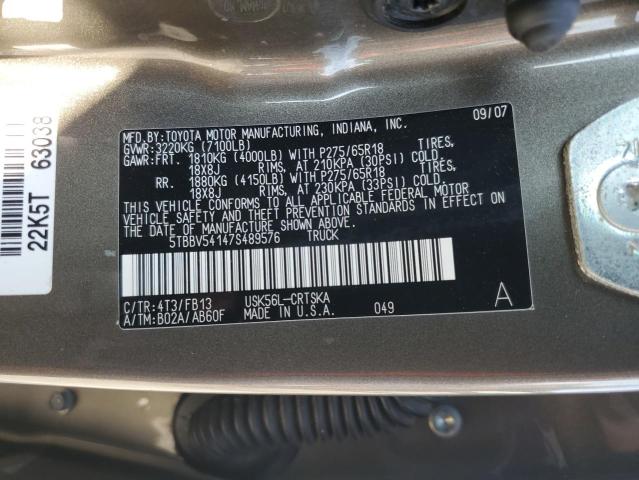 MFD. BY: TOYOTA MOTOR MANUFACTURING, INDIANA, INC. 09/07
GVWR: 3220KG (7100LB)
GAWR: FRT. 1810KG (4000LB) WITH P275/65R18 TIRES,
18X8J RIMS, AT 210KPA (30PSI) COLD.
RR. 1880KG (4150LB) WITH P275/65R18 TIRES,
18X8J RIMS, AT 230KPA (33PSI) COLD.
THIS VEHICLE CONFORMS TO ALL APPLICABLE FEDERAL MOTOR
VEHICLE SAFETY AND THEFT PREVENTION STANDARDS IN EFFECT ON
THE DATE OF MANUFACTURE SHOWN ABOVE.
5TBBV54147S489576 TRUCK
C/TR: 4T3/FB13 USK56L-CRTSKA A
A/TM: B02A/AB60F MADE IN U.S.A. 049
22K5T 63038